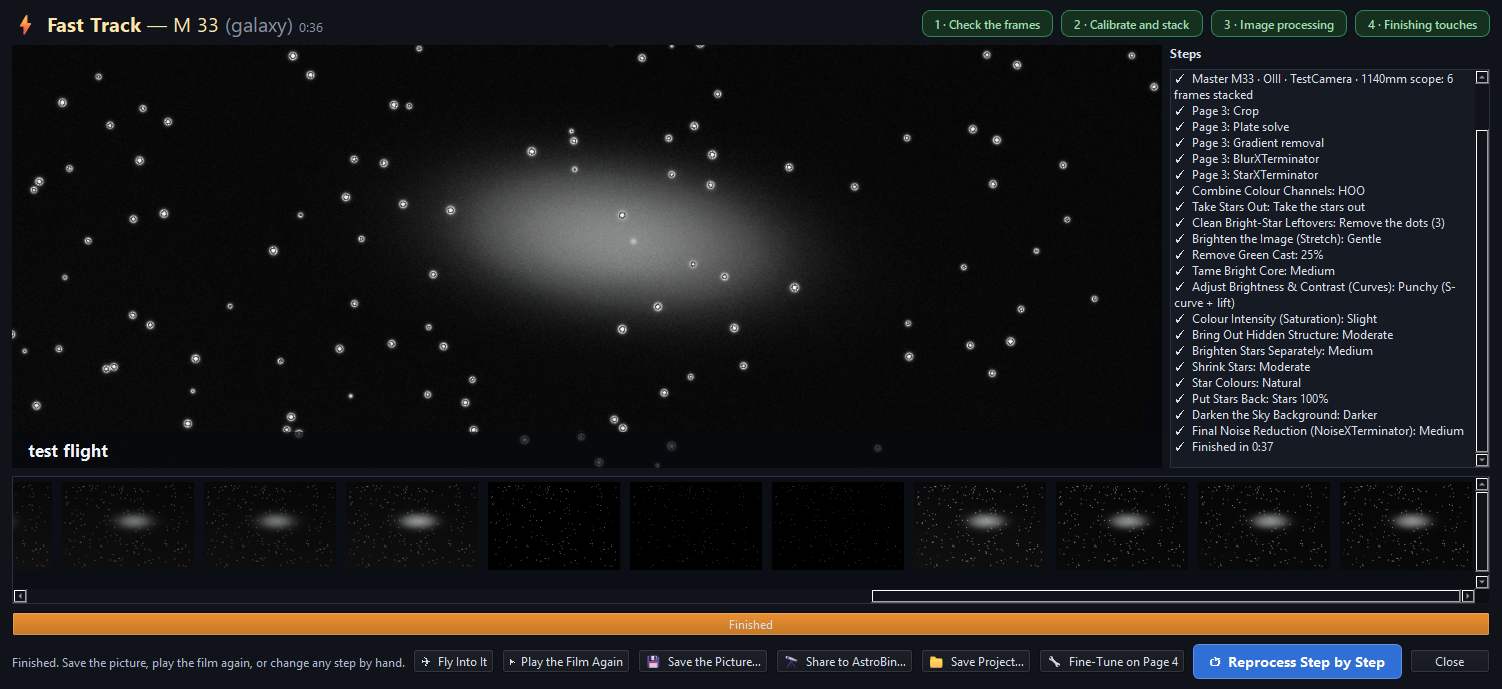 Fast Track — M 33 (galaxy) 0:36
1 · Check the frames
2 · Calibrate and stack
3 · Image processing
4 · Finishing touches
test flight
Steps
✓ Master M33 · OIII · TestCamera · 1140mm scope: 6
frames stacked
✓ Page 3: Crop
✓ Page 3: Plate solve
✓ Page 3: Gradient removal
✓ Page 3: BlurXTerminator
✓ Page 3: StarXTerminator
✓ Combine Colour Channels: HOO
✓ Take Stars Out: Take the stars out
✓ Clean Bright-Star Leftovers: Remove the dots (3)
✓ Brighten the Image (Stretch): Gentle
✓ Remove Green Cast: 25%
✓ Tame Bright Core: Medium
✓ Adjust Brightness & Contrast (Curves): Punchy (S-
curve + lift)
✓ Colour Intensity (Saturation): Slight
✓ Bring Out Hidden Structure: Moderate
✓ Brighten Stars Separately: Medium
✓ Shrink Stars: Moderate
✓ Star Colours: Natural
✓ Put Stars Back: Stars 100%
✓ Darken the Sky Background: Darker
✓ Final Noise Reduction (NoiseXTerminator): Medium
✓ Finished in 0:37
Finished
Finished. Save the picture, play the film again, or change any step by hand.
Fly Into It
Play the Film Again
Save the Picture...
Share to AstroBin...
Save Project...
Fine-Tune on Page 4
Reprocess Step by Step
Close